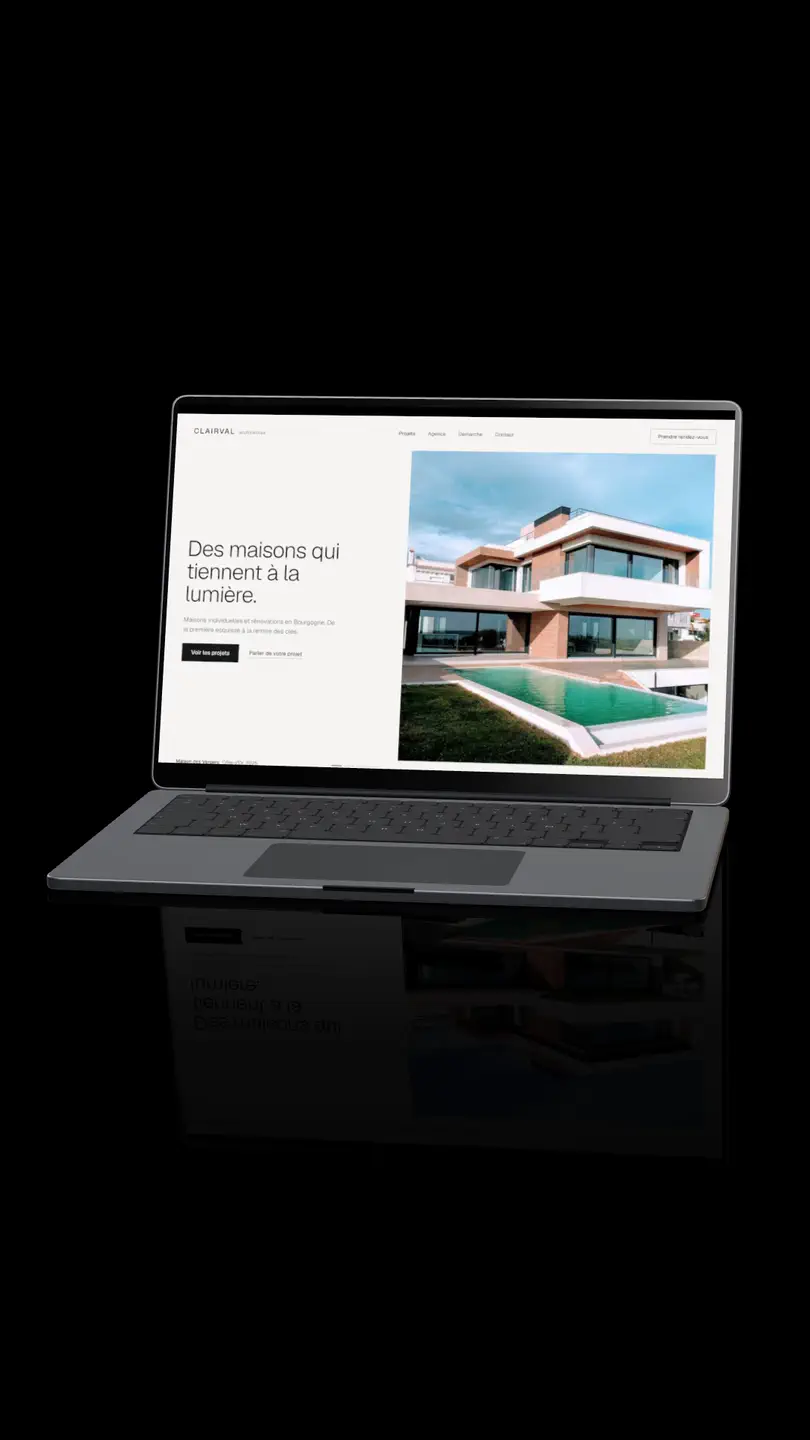 CLAIRVAL architectes
Projets Agence Démarche Contact
Prendre rendez-vous
Des maisons qui
tiennent à la
lumière.
Maisons individuelles et rénovations en Bourgogne. De
la première esquisse à la remise des clés.
Voir les projets Parler de votre projet